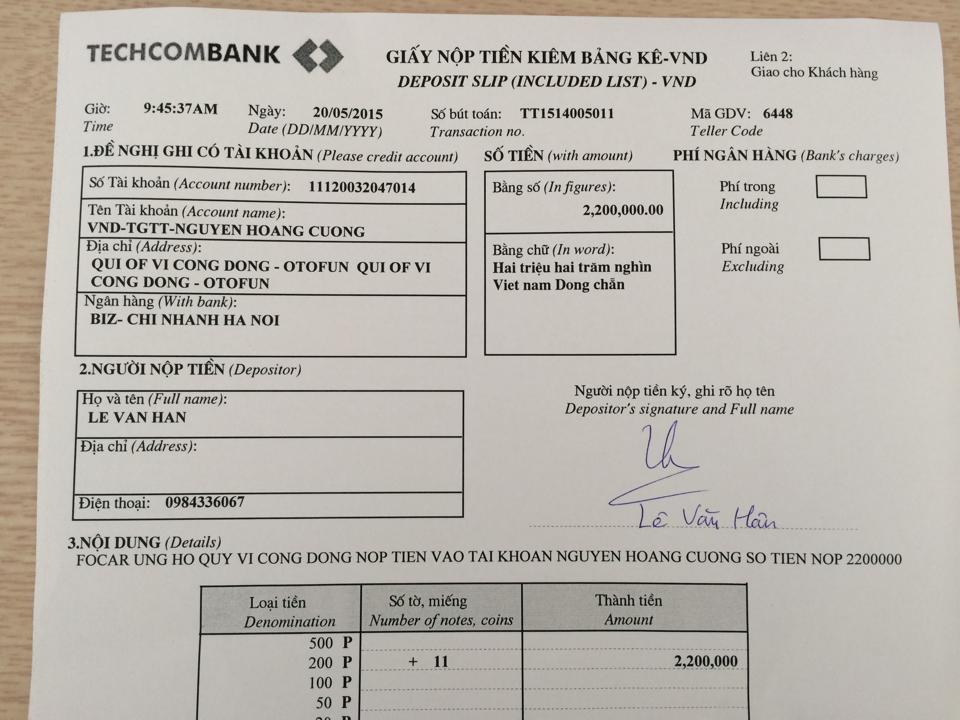 TECHCOMBANK
GIẤY NỘP TIỀN KIÊM BẢNG KÊ-VND
DEPOSIT SLIP (INCLUDED LIST) - VND
Liên 2:
Giao cho Khách hàng
Giờ: 9:45:37AM Ngày: 20/05/2015 Số bút toán: TT1514005011 Mã GDV: 6448
Time Date (DD/MM/YYYY) Transaction no. Teller Code
1.ĐỀ NGHỊ GHI CÓ TÀI KHOẢN (Please credit account) SỐ TIỀN (with amount) PHÍ NGÂN HÀNG (Bank's charges)
Số Tài khoản (Account number): 11120032047014
Tên Tài khoản (Account name):
VND-TGTT-NGUYEN HOANG CUONG
Địa chỉ (Address):
QUI OF VI CONG DONG - OTOFUN QUI OF VI
CONG DONG - OTOFUN
Ngân hàng (With bank):
BIZ- CHI NHANH HA NOI
Bằng số (In figures):
2,200,000.00
Bằng chữ (In word):
Hai triệu hai trăm nghìn
Viet nam Dong chẵn
Phí trong
Including
Phí ngoài
Excluding
2.NGƯỜI NỘP TIỀN (Depositor)
Họ và tên (Full name):
LE VAN HAN
Địa chỉ (Address):
Điện thoại: 0984336067
Người nộp tiền ký, ghi rõ họ tên
Depositor's signature and Full name
Lê Văn Hân
3.NỘI DUNG (Details)
FOCAR UNG HO QUY VI CONG DONG NOP TIEN VAO TAI KHOAN NGUYEN HOANG CUONG SO TIEN NOP 2200000
Loại tiền Số tờ, miếng Thành tiền
Denomination Number of notes, coins Amount
500 P
200 P + 11 2,200,000
100 P
50 P